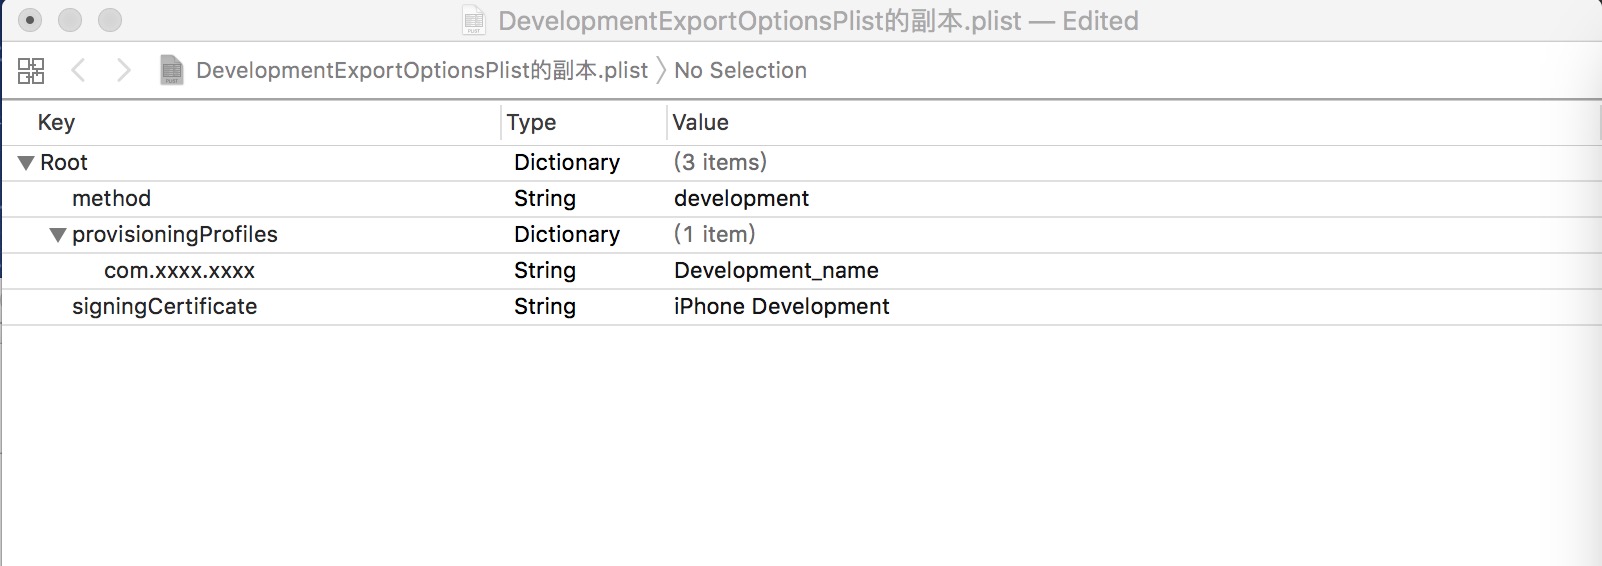 DevelopmentExportOptionsPlist的副本.plist — Edited
DevelopmentExportOptionsPlist的副本.plist 〉 No Selection
Key Type Value
Root Dictionary (3 items)
method String development
provisioningProfiles Dictionary (1 item)
com.xxxx.xxxx String Development_name
signingCertificate String iPhone Development